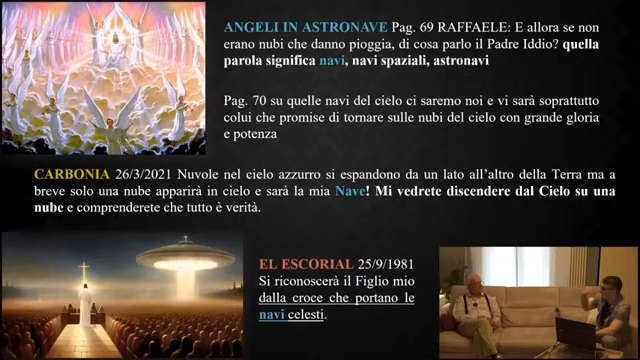 ANGELI IN ASTRONAVE Pag. 69 RAFFAELE: E allora se non
erano nubi che danno pioggia, di cosa parlo il Padre Iddio? quella
parola significa navi, navi spaziali, astronavi
Pag. 70 su quelle navi del cielo ci saremo noi e vi sarà soprattutto
colui che promise di tornare sulle nubi del cielo con grande gloria
e potenza
CARBONIA 26/3/2021 Nuvole nel cielo azzurro si espandono da un lato all’altro della Terra ma a
breve solo una nube apparirà in cielo e sarà la mia Nave! Mi vedrete discendere dal Cielo su una
nube e comprenderete che tutto è verità.
EL ESCORIAL 25/9/1981
Si riconoscerà il Figlio mio
dalla croce che portano le
navi celesti.